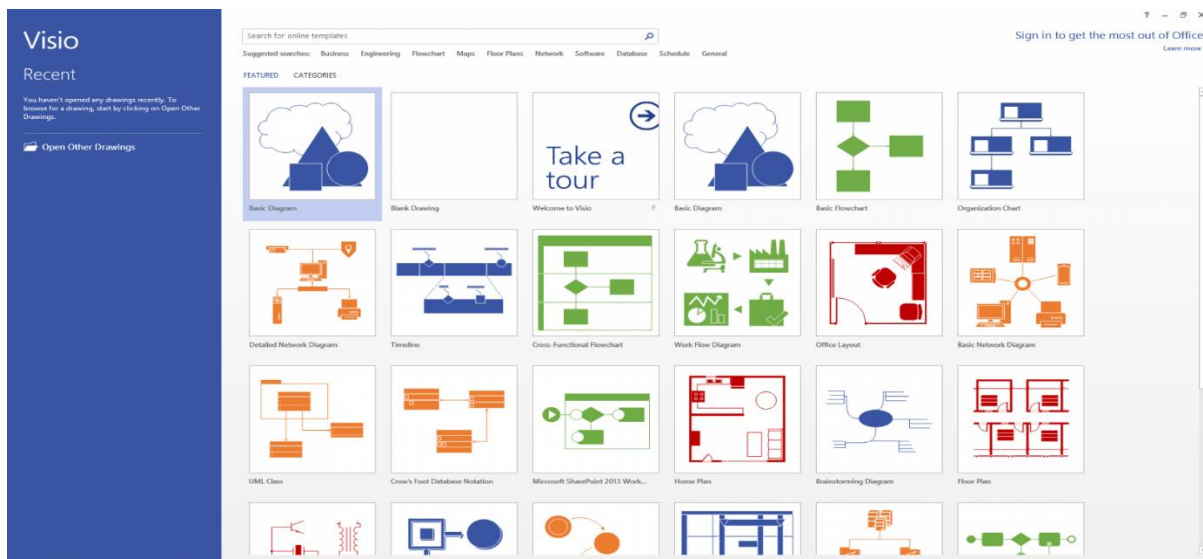 Visio
Recent
You haven't opened any drawings recently. To
browse for a drawing, start by clicking on Open Other
Drawings.
Open Other Drawings
?
Sign in to get the most out of Office
Learn more
Search for online templates
Suggested searches: Business Engineering Flowchart Maps Floor Plans Network Software Database Schedule General
FEATURED CATEGORIES
Take a
tour
Basic Diagram Blank Drawing Welcome to Visio Basic Diagram Basic Flowchart Organization Chart
Detailed Network Diagram Timeline Cross-Functional Flowchart Work Flow Diagram Office Layout Basic Network Diagram
UML Class Crow's Foot Database Notation Microsoft SharePoint 2013 Work... Home Plan Brainstorming Diagram Floor Plan